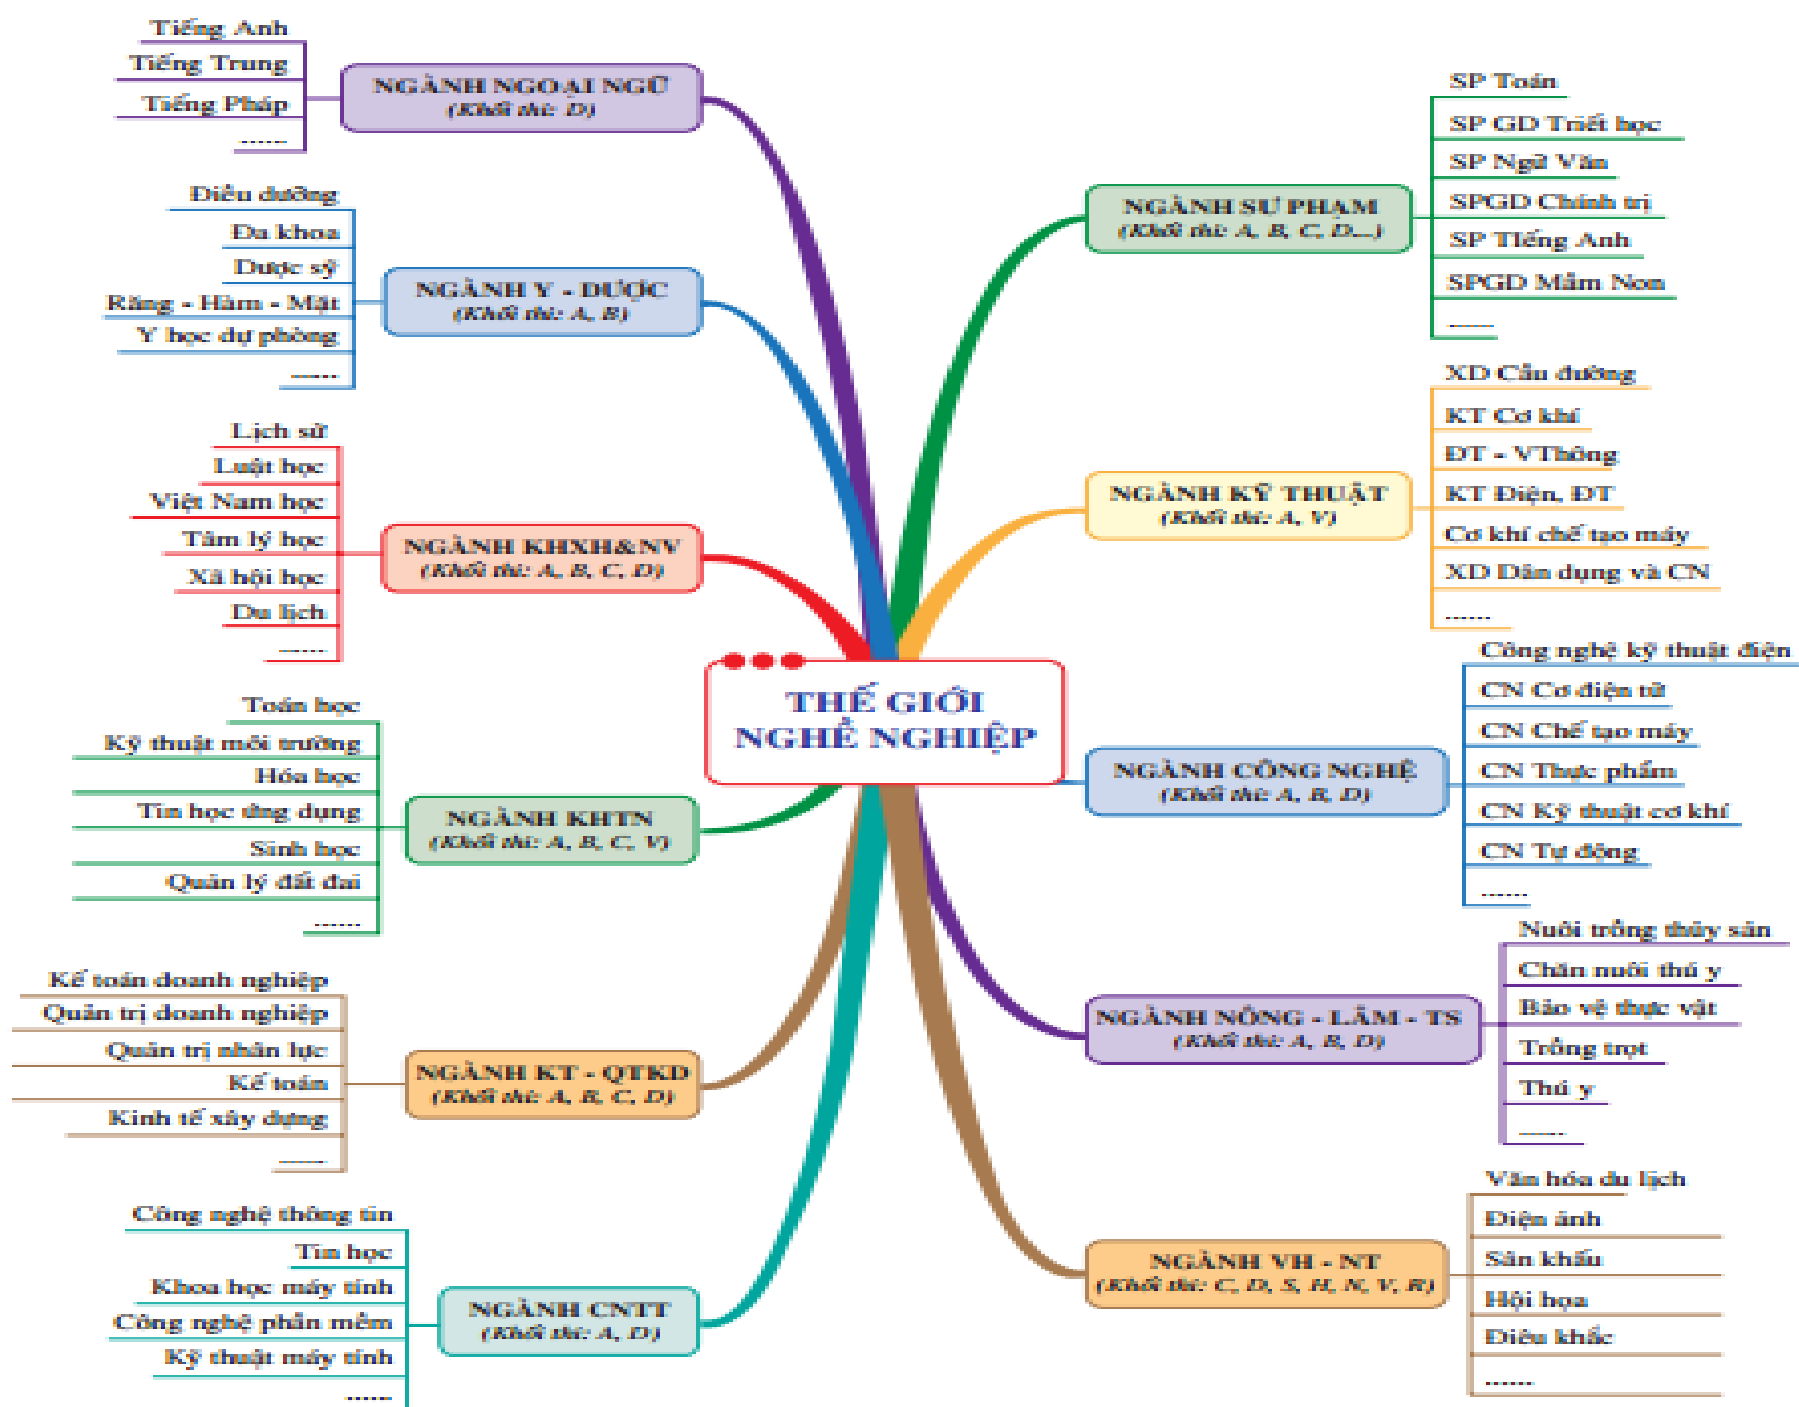 THẾ GIỚI
NGHỀ NGHIỆP
NGÀNH NGOẠI NGỮ
(Khối thi: D)
Tiếng Anh
Tiếng Trung
Tiếng Pháp
......
NGÀNH Y - DƯỢC
(Khối thi: A, B)
Điều dưỡng
Đa khoa
Dược sỹ
Răng - Hàm - Mặt
Y học dự phòng
......
NGÀNH KHXH&NV
(Khối thi: A, B, C, D)
Lịch sử
Luật học
Việt Nam học
Tâm lý học
Xã hội học
Du lịch
......
NGÀNH KHTN
(Khối thi: A, B, C, V)
Toán học
Kỹ thuật môi trường
Hóa học
Tin học ứng dụng
Sinh học
Quản lý đất đai
......
NGÀNH KT - QTKD
(Khối thi: A, B, C, D)
Kế toán doanh nghiệp
Quản trị doanh nghiệp
Quản trị nhân lực
Kế toán
Kinh tế xây dựng
......
NGÀNH CNTT
(Khối thi: A, D)
Công nghệ thông tin
Tin học
Khoa học máy tính
Công nghệ phần mềm
Kỹ thuật máy tính
......
NGÀNH SƯ PHẠM
(Khối thi: A, B, C, D...)
SP Toán
SP GD Triết học
SP Ngữ Văn
SPGD Chính trị
SP TIếng Anh
SPGD Mầm Non
......
NGÀNH KỸ THUẬT
(Khối thi: A, V)
XD Cầu đường
KT Cơ khí
ĐT - VThông
KT Điện, ĐT
Cơ khí chế tạo máy
XD Dân dụng và CN
......
NGÀNH CÔNG NGHỆ
(Khối thi: A, B, D)
Công nghệ kỹ thuật điện
CN Cơ điện tử
CN Chế tạo máy
CN Thực phẩm
CN Kỹ thuật cơ khí
CN Tự động
......
NGÀNH NÔNG - LÂM - TS
(Khối thi: A, B, D)
Nuôi trồng thủy sản
Chăn nuôi thú y
Bảo vệ thực vật
Trồng trọt
Thú y
......
NGÀNH VH - NT
(Khối thi: C, D, S, H, N, V, R)
Văn hóa du lịch
Điện ảnh
Sân khấu
Hội họa
Điêu khắc
......